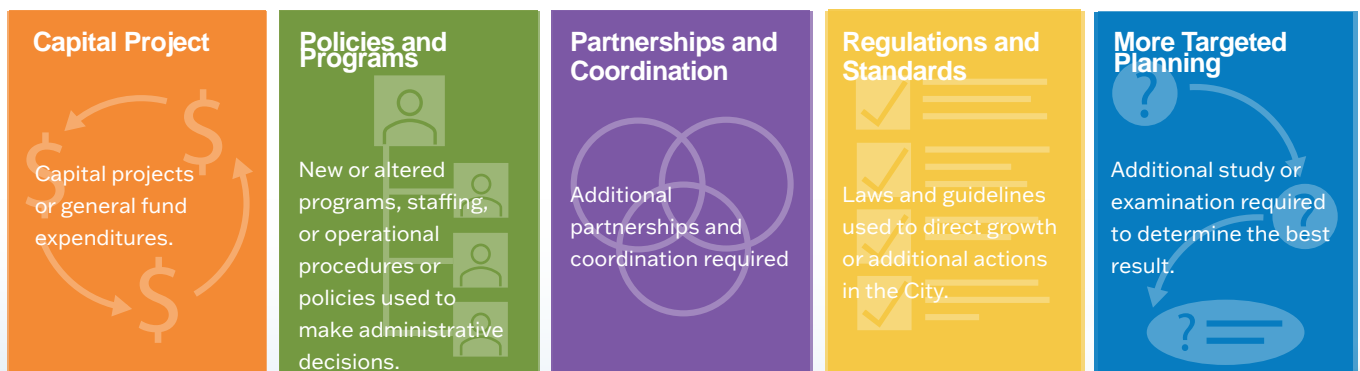 Capital Project
Capital projects
or general fund
expenditures.
Policies and
Programs
New or altered
programs, staffing,
or operational
procedures or
policies used to
make administrative
decisions.
Partnerships and
Coordination
Additional
partnerships and
coordination required
Regulations and
Standards
Laws and guidelines
used to direct growth
or additional actions
in the City.
More Targeted
Planning
Additional study or
examination required
to determine the best
result.